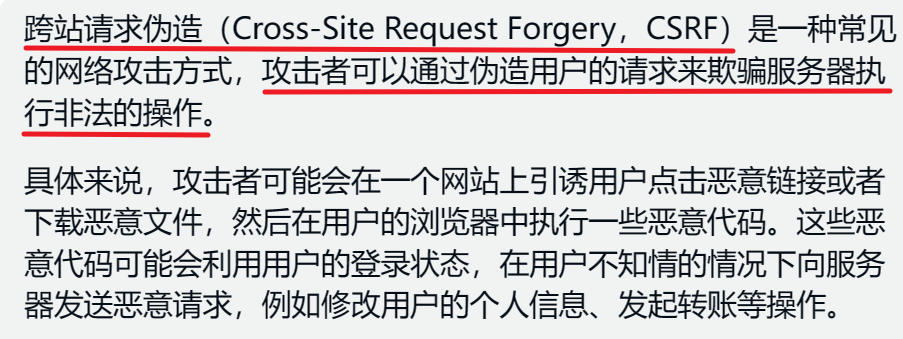 跨站请求伪造（Cross-Site Request Forgery，CSRF）是一种常见
的网络攻击方式，攻击者可以通过伪造用户的请求来欺骗服务器执
行非法的操作。
具体来说，攻击者可能会在一个网站上引诱用户点击恶意链接或者
下载恶意文件，然后在用户的浏览器中执行一些恶意代码。这些恶
意代码可能会利用用户的登录状态，在用户不知情的情况下向服务
器发送恶意请求，例如修改用户的个人信息、发起转账等操作。